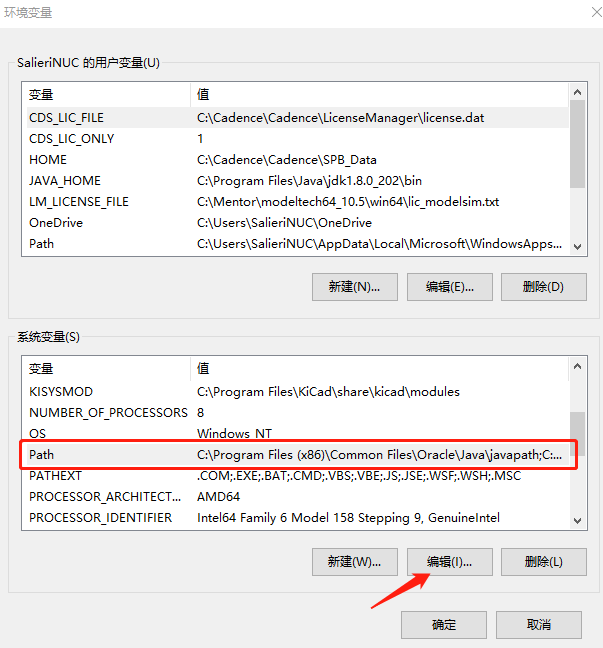 环境变量
SalieriNUC 的用户变量(U)
变量 值
CDS_LIC_FILE C:\Cadence\Cadence\LicenseManager\license.dat
CDS_LIC_ONLY 1
HOME C:\Cadence\Cadence\SPB_Data
JAVA_HOME C:\Program Files\Java\jdk1.8.0_202\bin
LM_LICENSE_FILE C:\Mentor\modeltech64_10.5\win64\lic_modelsim.txt
OneDrive C:\Users\SalieriNUC\OneDrive
Path C:\Users\SalieriNUC\AppData\Local\Microsoft\WindowsApps...
新建(N)... 编辑(E)... 删除(D)
系统变量(S)
变量 值
KISYSMOD C:\Program Files\KiCad\share\kicad\modules
NUMBER_OF_PROCESSORS 8
OS Windows NT
Path C:\Program Files (x86)\Common Files\Oracle\Java\javapath;C:...
PATHEXT .COM;.EXE;.BAT;.CMD;.VBS;.VBE;.JS;.JSE;.WSF;.WSH;.MSC
PROCESSOR_ARCHITECT... AMD64
PROCESSOR_IDENTIFIER Intel64 Family 6 Model 158 Stepping 9, GenuineIntel
新建(W)... 编辑(I)... 删除(L)
确定 取消